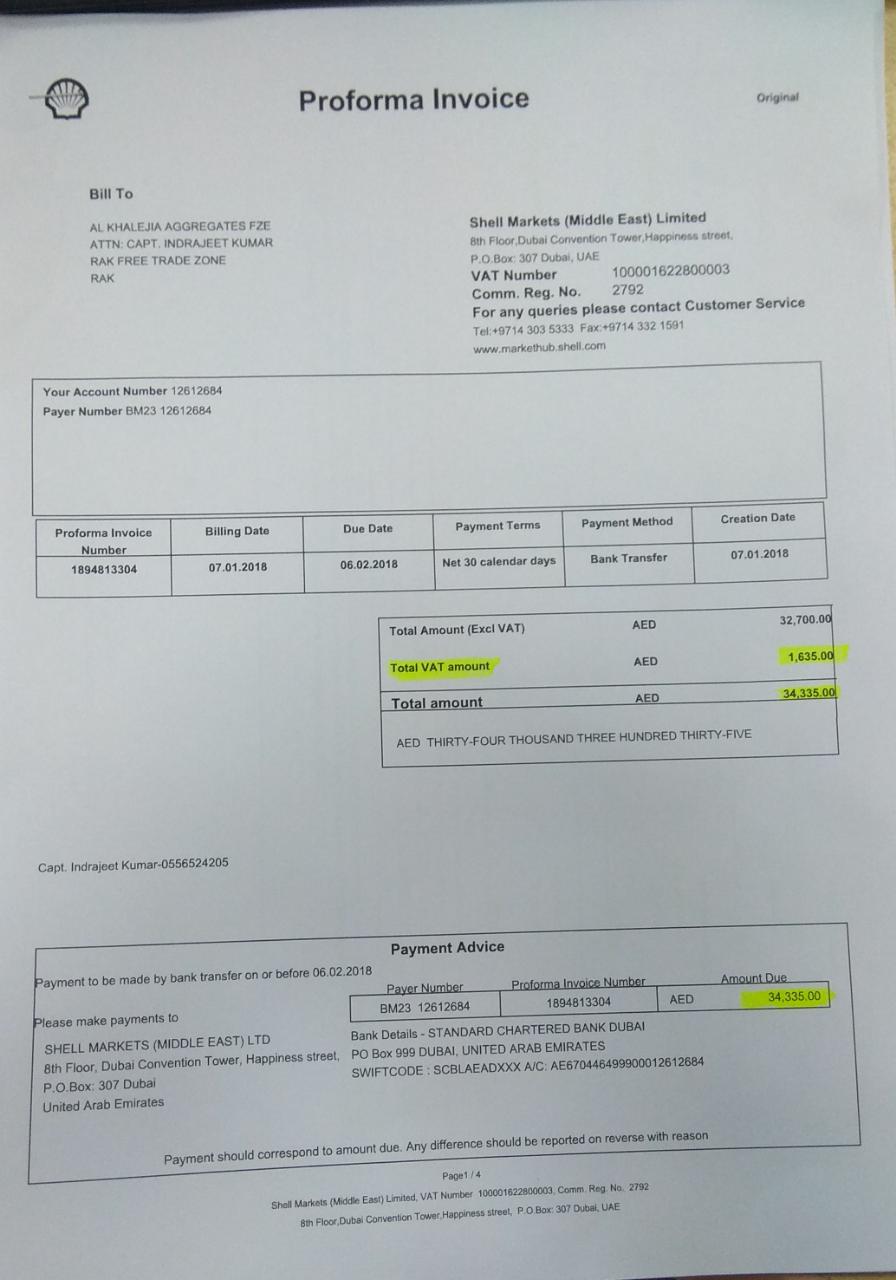 Proforma Invoice
Original
Bill To
AL KHALEJIA AGGREGATES FZE
ATTN: CAPT. INDRAJEET KUMAR
RAK FREE TRADE ZONE
RAK
Shell Markets (Middle East) Limited
8th Floor,Dubai Convention Tower,Happiness street,
P.O.Box: 307 Dubai, UAE
VAT Number 100001622800003
Comm. Reg. No. 2792
For any queries please contact Customer Service
Tel:+9714 303 5333 Fax:+9714 332 1591
www.markethub.shell.com
Your Account Number 12612684
Payer Number BM23 12612684
Proforma Invoice Number Billing Date Due Date Payment Terms Payment Method Creation Date
1894813304 07.01.2018 06.02.2018 Net 30 calendar days Bank Transfer 07.01.2018
Total Amount (Excl VAT) AED 32,700.00
Total VAT amount AED 1,635.00
Total amount AED 34,335.00
AED THIRTY-FOUR THOUSAND THREE HUNDRED THIRTY-FIVE
Capt. Indrajeet Kumar-0556524205
Payment Advice
Payment to be made by bank transfer on or before 06.02.2018
Payer Number Proforma Invoice Number Amount Due
BM23 12612684 1894813304 AED 34,335.00
Please make payments to
SHELL MARKETS (MIDDLE EAST) LTD
8th Floor, Dubai Convention Tower, Happiness street,
P.O.Box: 307 Dubai
United Arab Emirates
Bank Details - STANDARD CHARTERED BANK DUBAI
PO Box 999 DUBAI, UNITED ARAB EMIRATES
SWIFTCODE : SCBLAEADXXX A/C: AE670446499900012612684
Payment should correspond to amount due. Any difference should be reported on reverse with reason
Page1 / 4
Shell Markets (Middle East) Limited, VAT Number 100001622800003, Comm. Reg. No. 2792
8th Floor,Dubai Convention Tower,Happiness street, P.O.Box: 307 Dubai, UAE